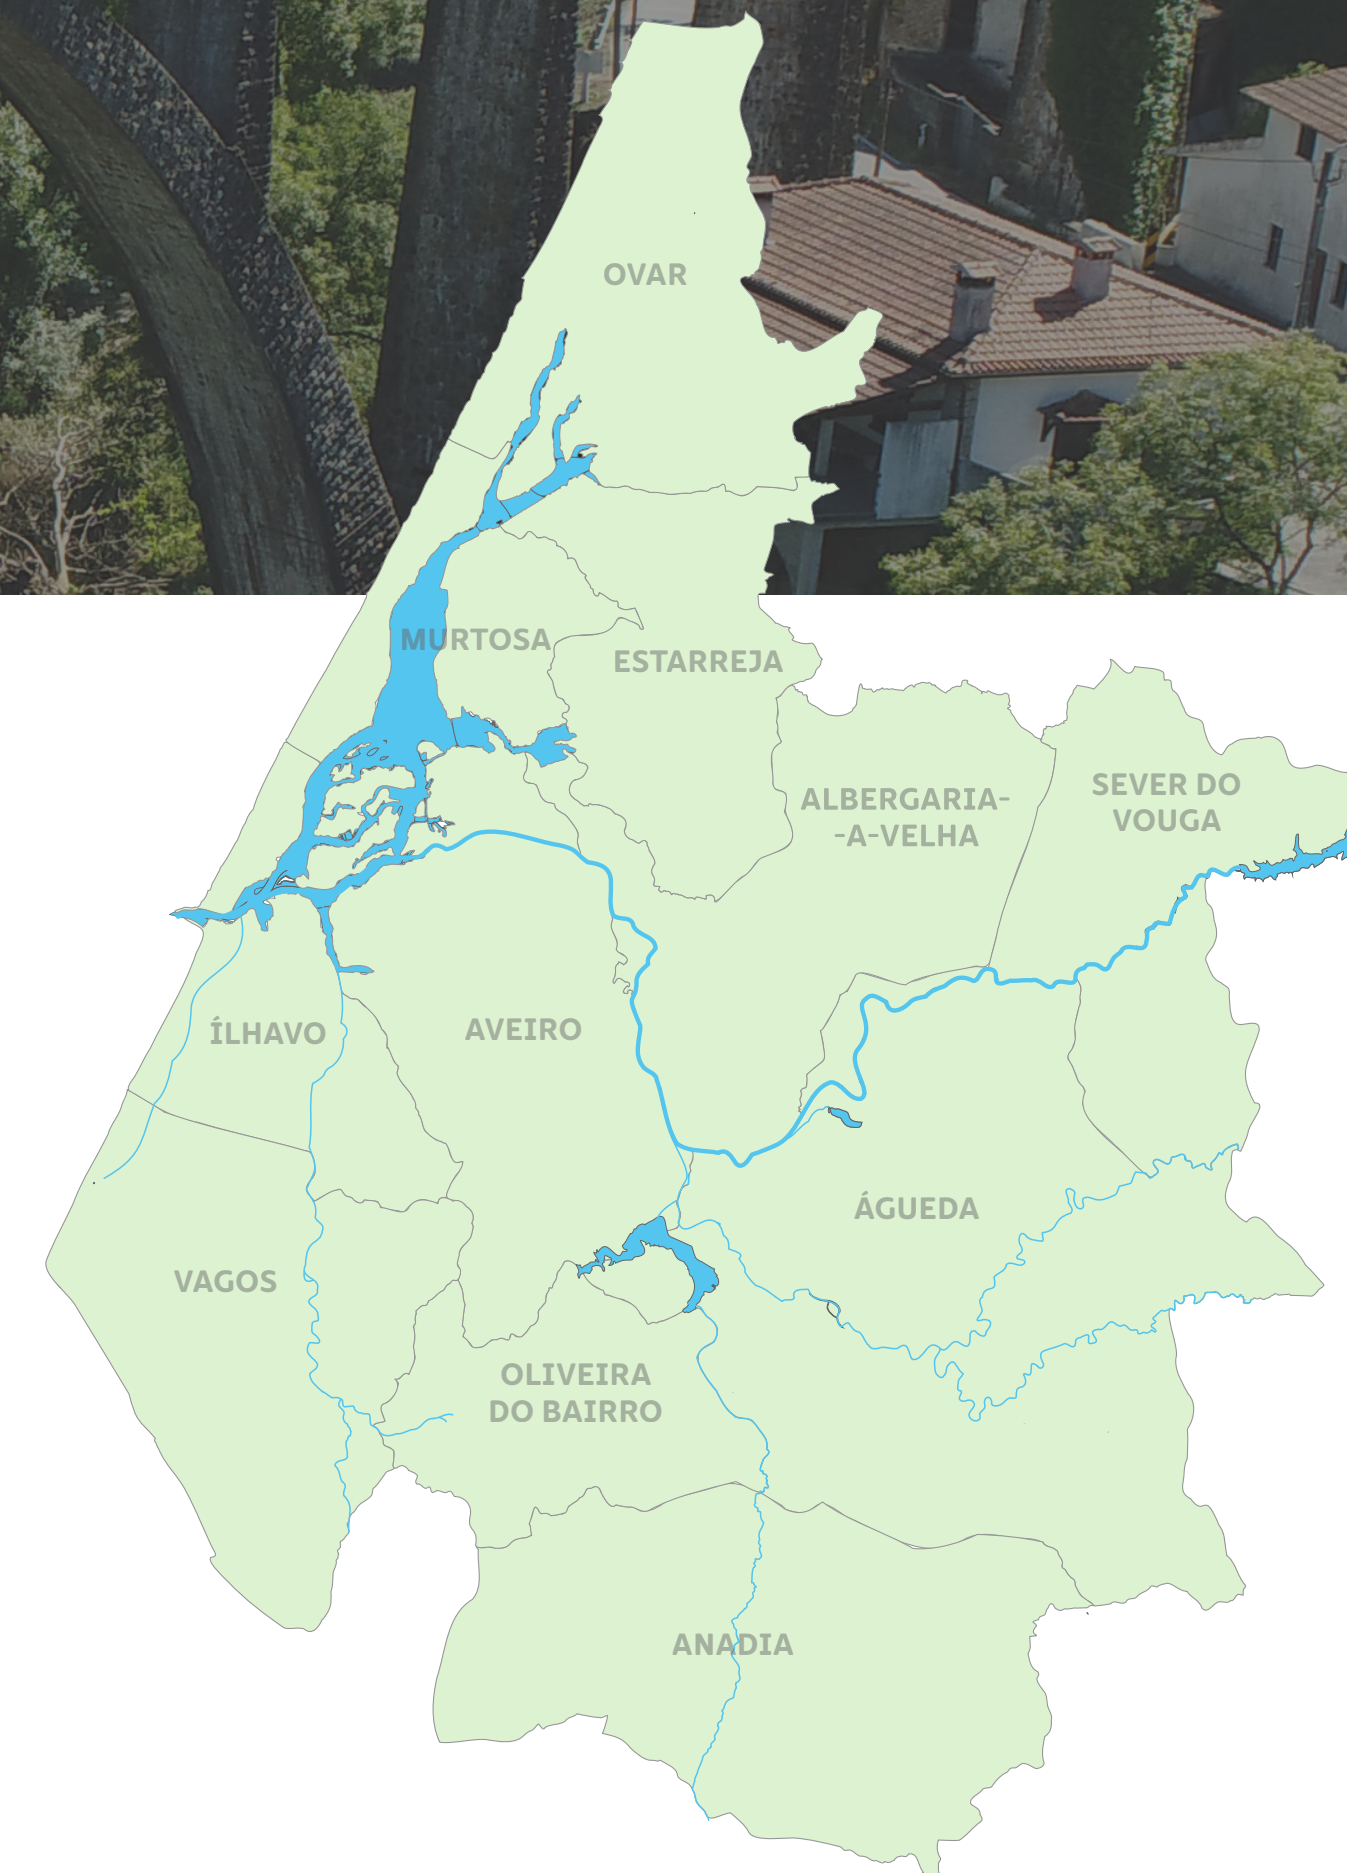 OVAR
MURTOSA
ESTARREJA
ALBERGARIA-
-A-VELHA
SEVER DO
VOUGA
ÍLHAVO
AVEIRO
ÁGUEDA
VAGOS
OLIVEIRA
DO BAIRRO
ANADIA